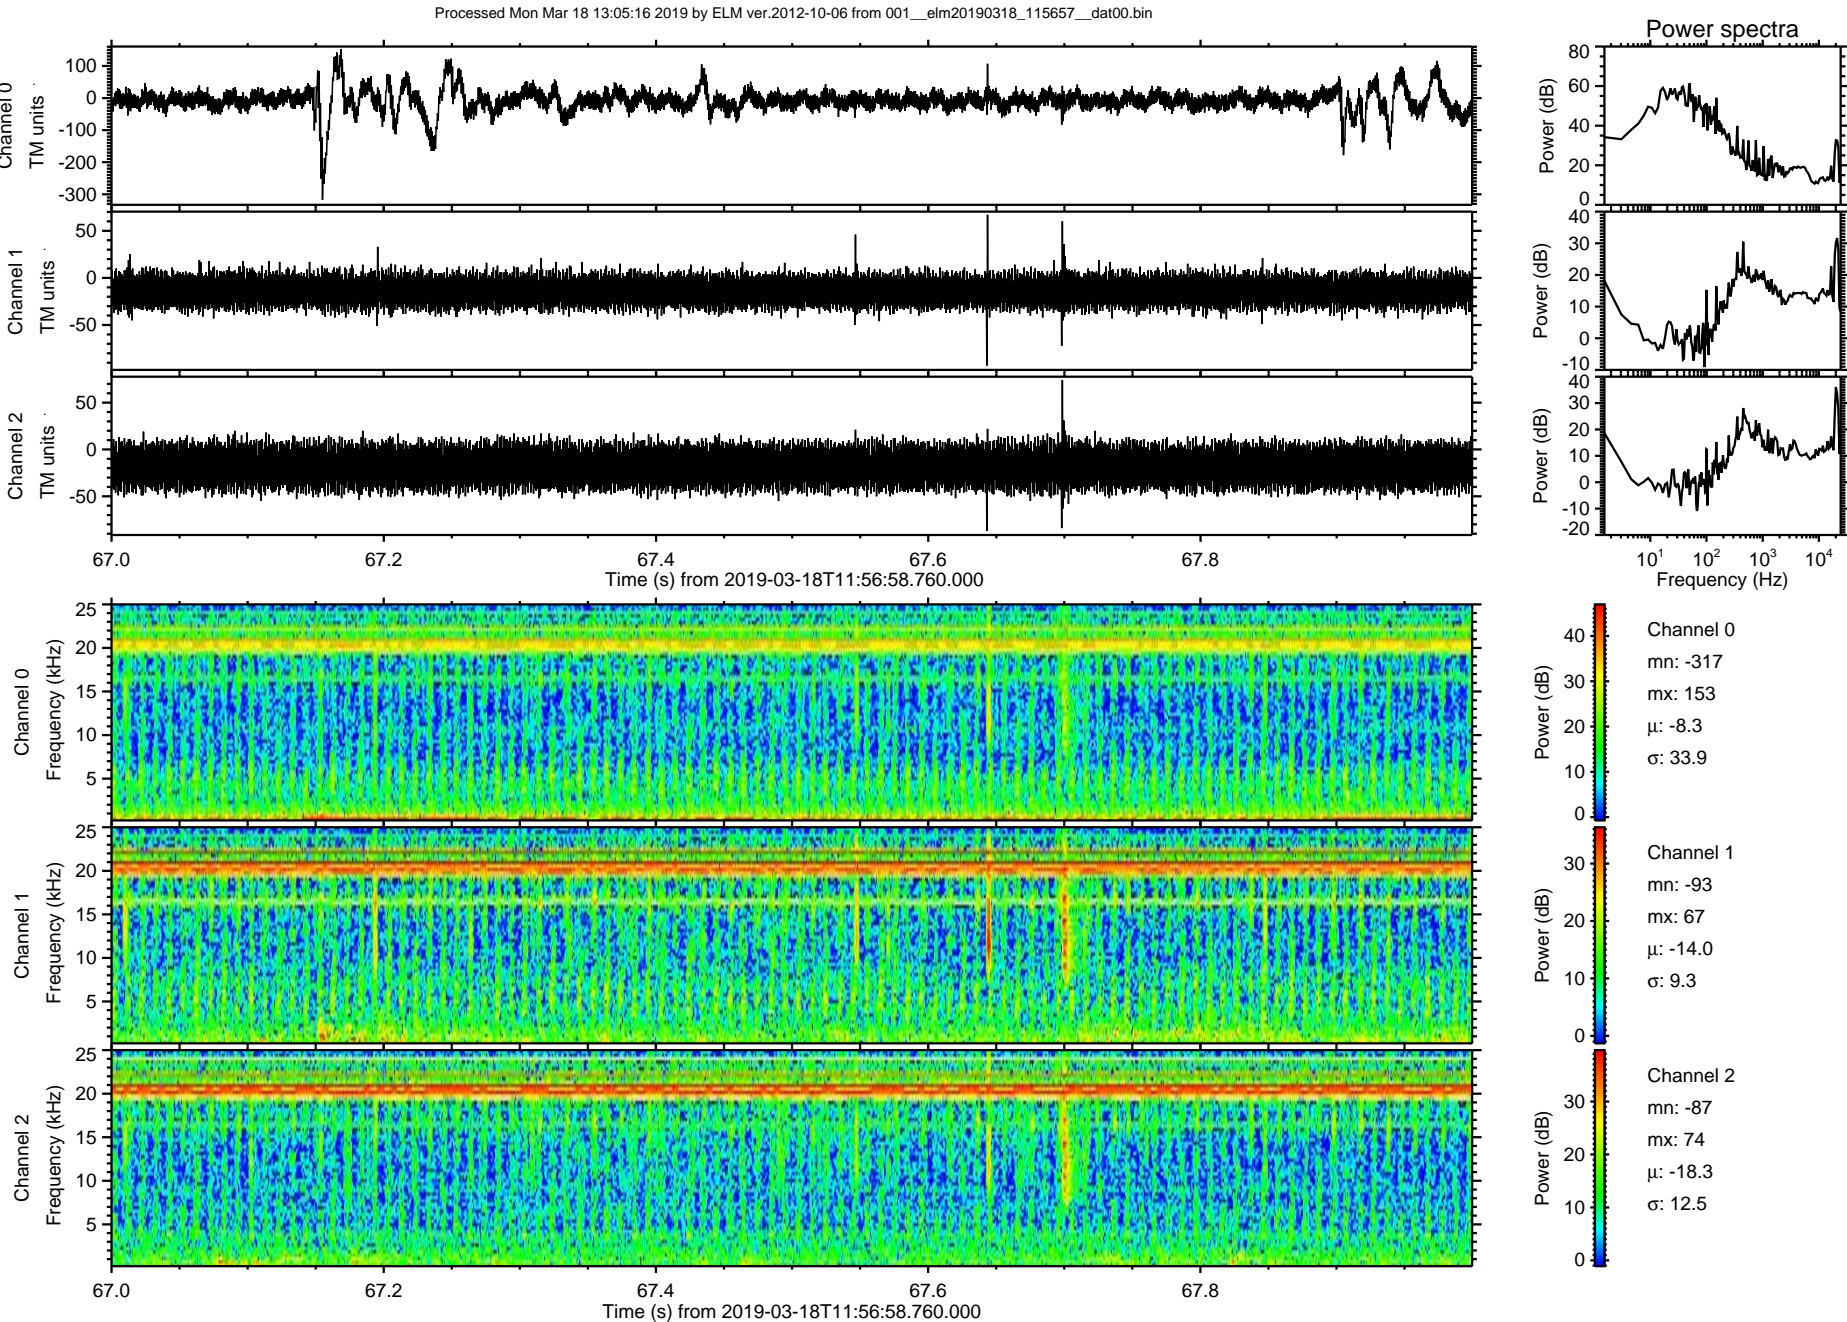 Processed Mon Mar 18 13:05:16 2019 by ELM ver.2012-10-06 from 001__elm20190318_115657__dat00.bin
Power spectra
Channel 0
TM units
100
0
-100
-200
-300
Power (dB)
80
60
40
20
0
Channel 1
TM units
50
0
-50
Power (dB)
40
30
20
10
0
-10
Channel 2
TM units
50
0
-50
Power (dB)
40
30
20
10
0
-10
-20
67.0 67.2 67.4 67.6 67.8
Time (s) from 2019-03-18T11:56:58.760.000
10^1 10^2 10^3 10^4
Frequency (Hz)
Channel 0
Frequency (kHz)
25
20
15
10
5
Power (dB)
40
30
20
10
0
Channel 0
mn: -317
mx: 153
μ: -8.3
σ: 33.9
Channel 1
Frequency (kHz)
25
20
15
10
5
Power (dB)
30
20
10
0
Channel 1
mn: -93
mx: 67
μ: -14.0
σ: 9.3
Channel 2
Frequency (kHz)
25
20
15
10
5
Power (dB)
30
20
10
0
Channel 2
mn: -87
mx: 74
μ: -18.3
σ: 12.5
67.0 67.2 67.4 67.6 67.8
Time (s) from 2019-03-18T11:56:58.760.000